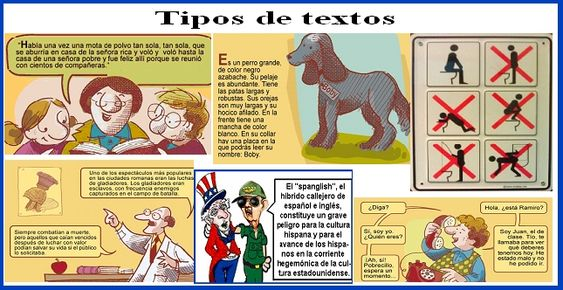 Tipos de textos
"Había una vez una mota de polvo tan sola, tan sola, que
se aburría en casa de la señora rica y voló y voló hasta la
casa de una señora pobre y fue feliz allí porque se reunió
con cientos de compañeras."
Es un perro grande,
de color negro
azabache. Su pelaje
es abundante. Tiene
las patas largas y
robustas. Sus orejas
son muy largas y su
hocico afilado. En la
frente tiene una
mancha de color
blanco. En su collar
hay una placa en la
que podrás leer su
nombre: Boby.
BOBY
Uno de los espectáculos más populares
en las ciudades romanas eran las luchas
de gladiadores. Los gladiadores eran
esclavos, con frecuencia enemigos
capturados en el campo de batalla.
Siempre combatían a muerte,
pero aquellos que caían vencidos
después de luchar con valor
podían salvar su vida si el público
lo solicitaba.
El "spanglish", el
híbrido callejero de
español e inglés,
constituye un grave
peligro para la cultura
hispana y para el
avance de los hispa-
nos en la corriente
hegemónica de la cul-
tura estadounidense.
¿Diga?
Hola, ¿está Ramiro?
Sí, soy yo.
¿Quién eres?
Soy Juan, el de
clase. Tío, te
llamaba para ver
qué deberes
tenemos hoy. He
estado malo y no
he podido ir.
¡Ah, sí!
Pobrecillo,
espera un
momento...